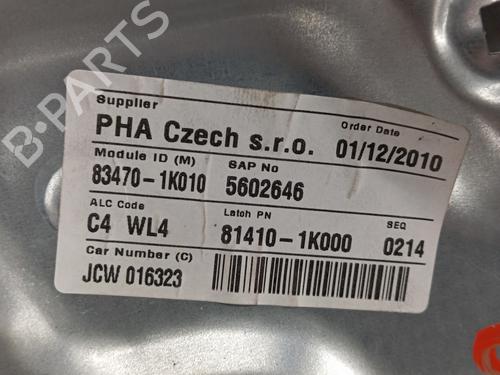 B-PARTS
Supplier Order Date
PHA Czech s.r.o. 01/12/2010
Module ID (M) SAP No
83470-1K010 5602646
ALC Code Latch PN SEQ
C4 WL4 81410-1K000 0214
Car Number (C)
JCW 016323